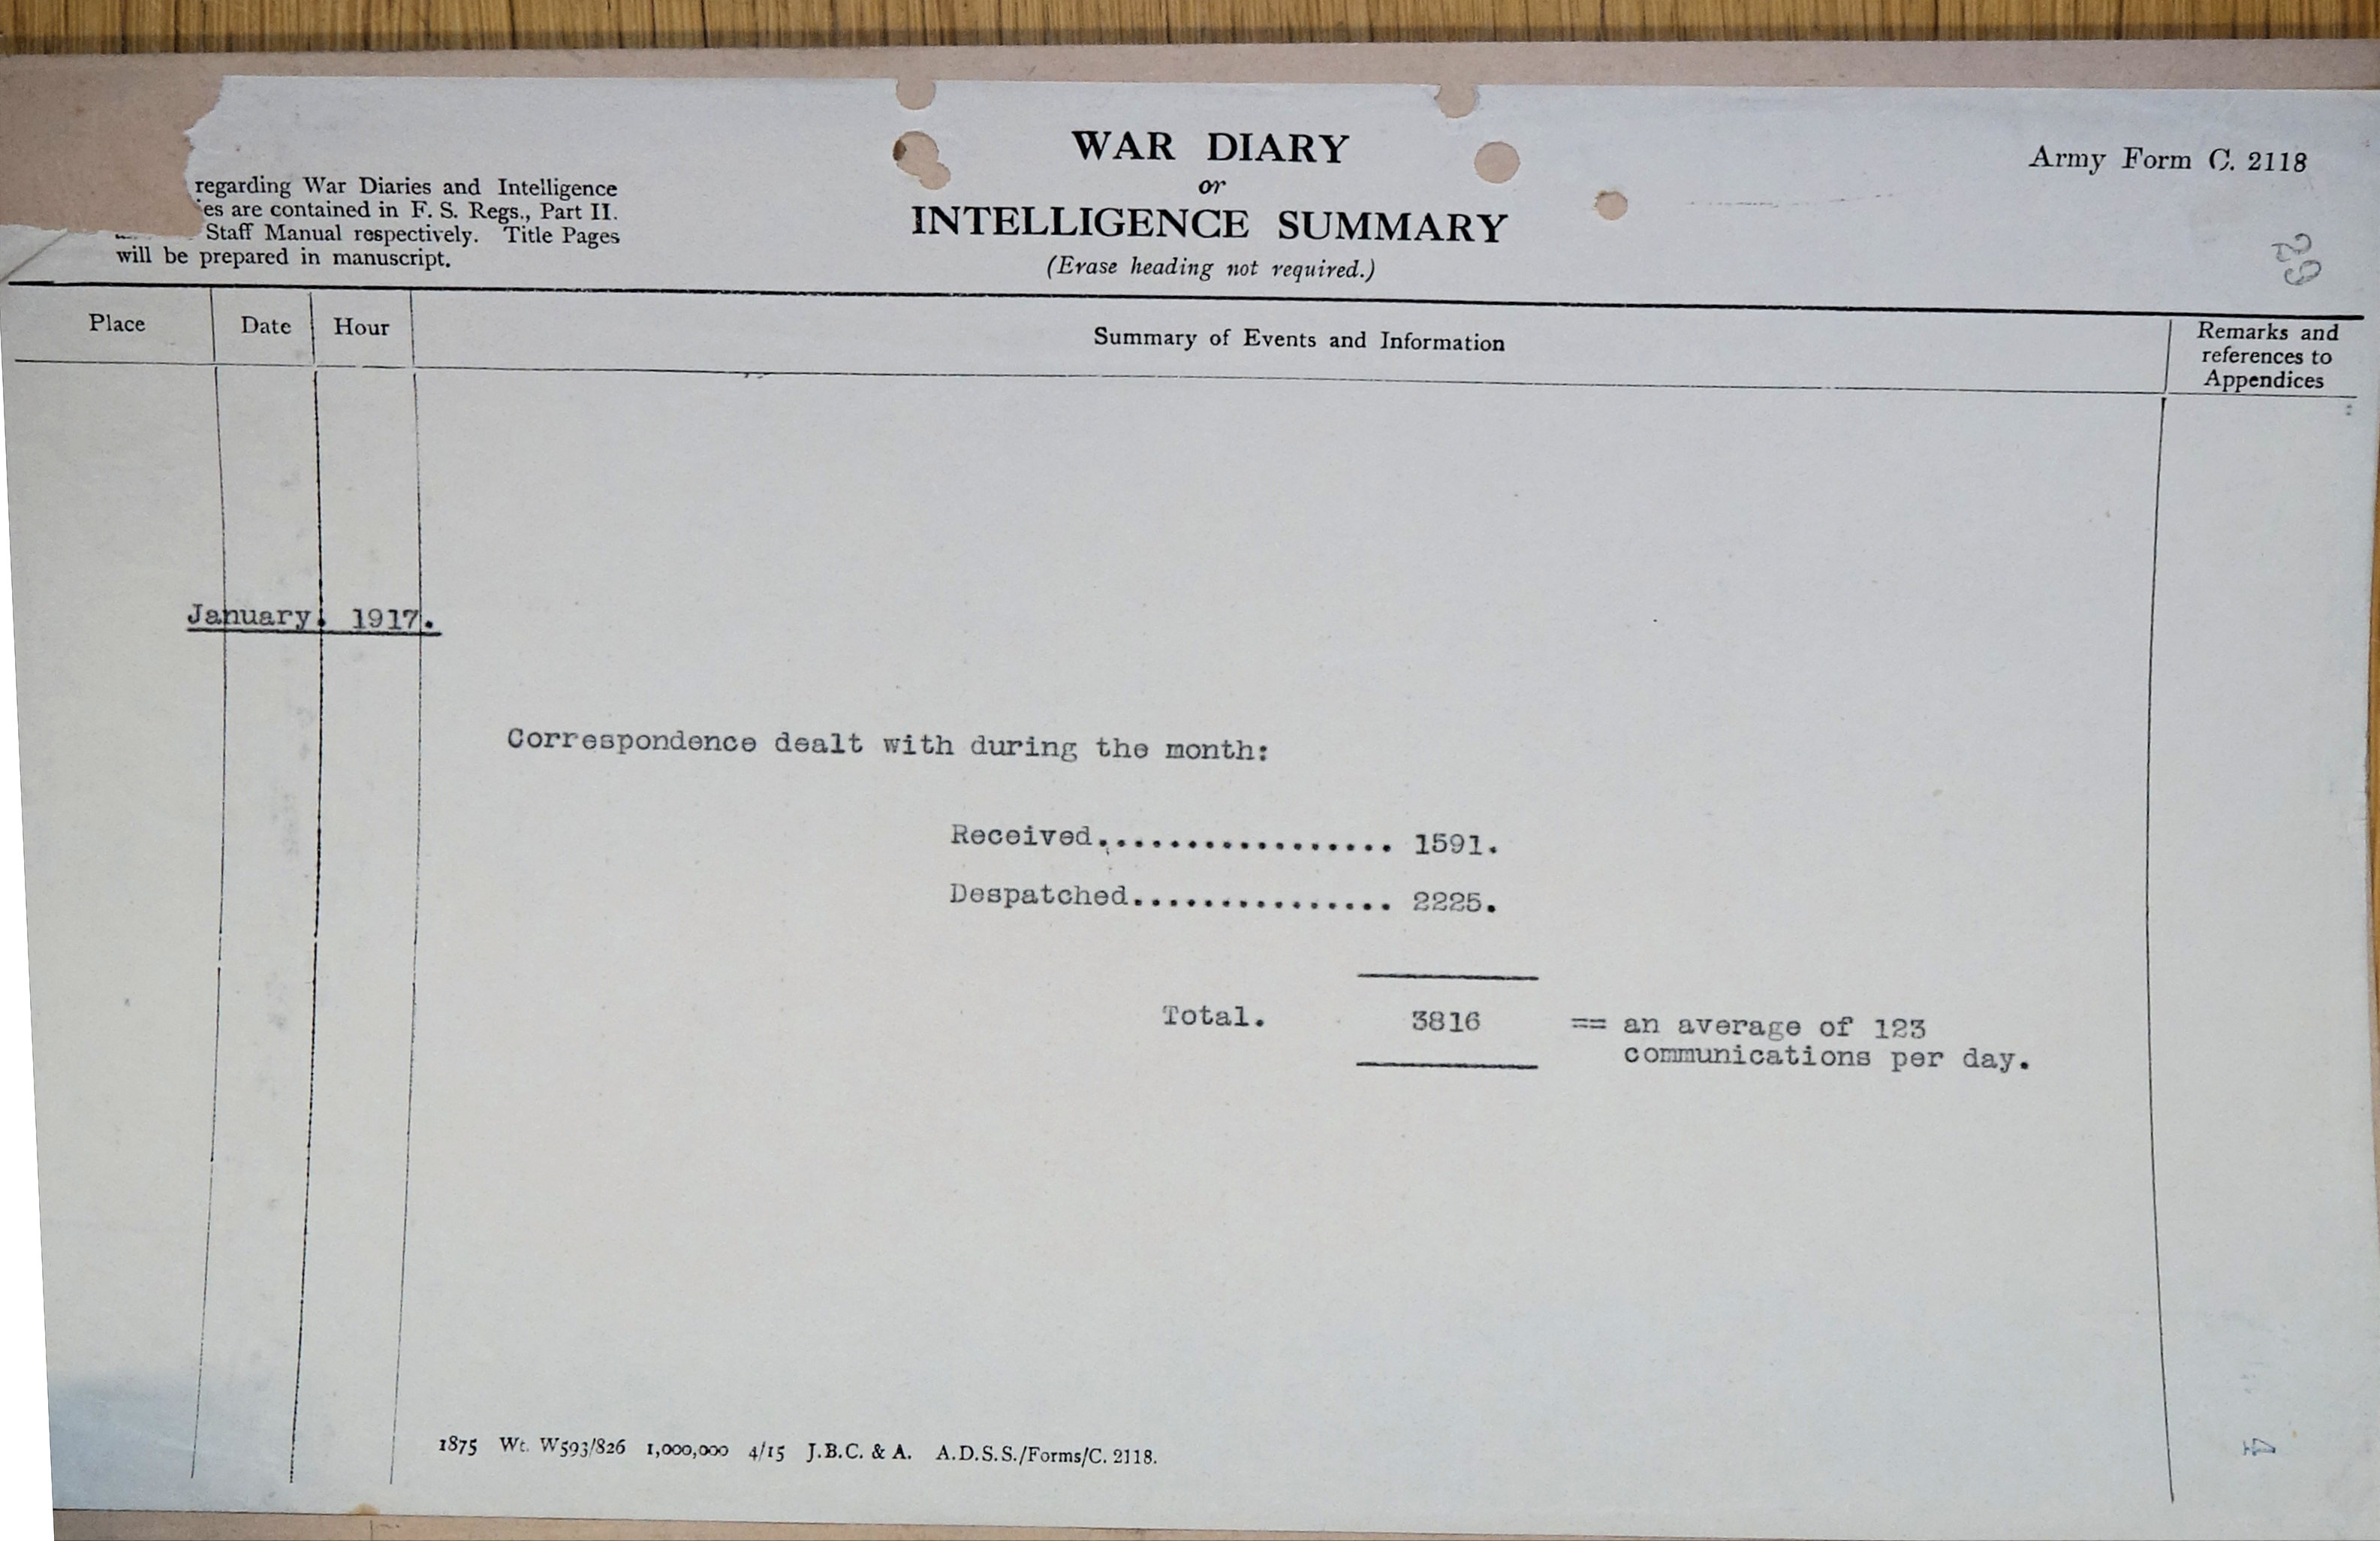 WAR DIARY
or
INTELLIGENCE SUMMARY
(Erase heading not required.)
Army Form C. 2118
regarding War Diaries and Intelligence
es are contained in F. S. Regs., Part II.
Staff Manual respectively. Title Pages
will be prepared in manuscript.
Place Date Hour Summary of Events and Information Remarks and
references to
Appendices
January. 1917.
Correspondence dealt with during the month:
Received................. 1591.
Despatched............... 2225.
Total. 3816 == an average of 123
communications per day.
1875 Wt. W593/826 1,000,000 4/15 J.B.C. & A. A.D.S.S./Forms/C. 2118.